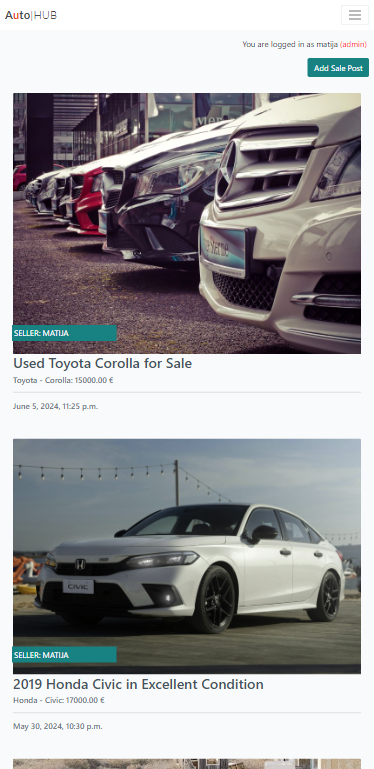 Auto|HUB
You are logged in as matija (admin)
Add Sale Post
SELLER: MATIJA
Used Toyota Corolla for Sale
Toyota - Corolla: 15000.00 €
June 5, 2024, 11:25 p.m.
CIVIC
SELLER: MATIJA
2019 Honda Civic in Excellent Condition
Honda - Civic: 17000.00 €
May 30, 2024, 10:30 p.m.